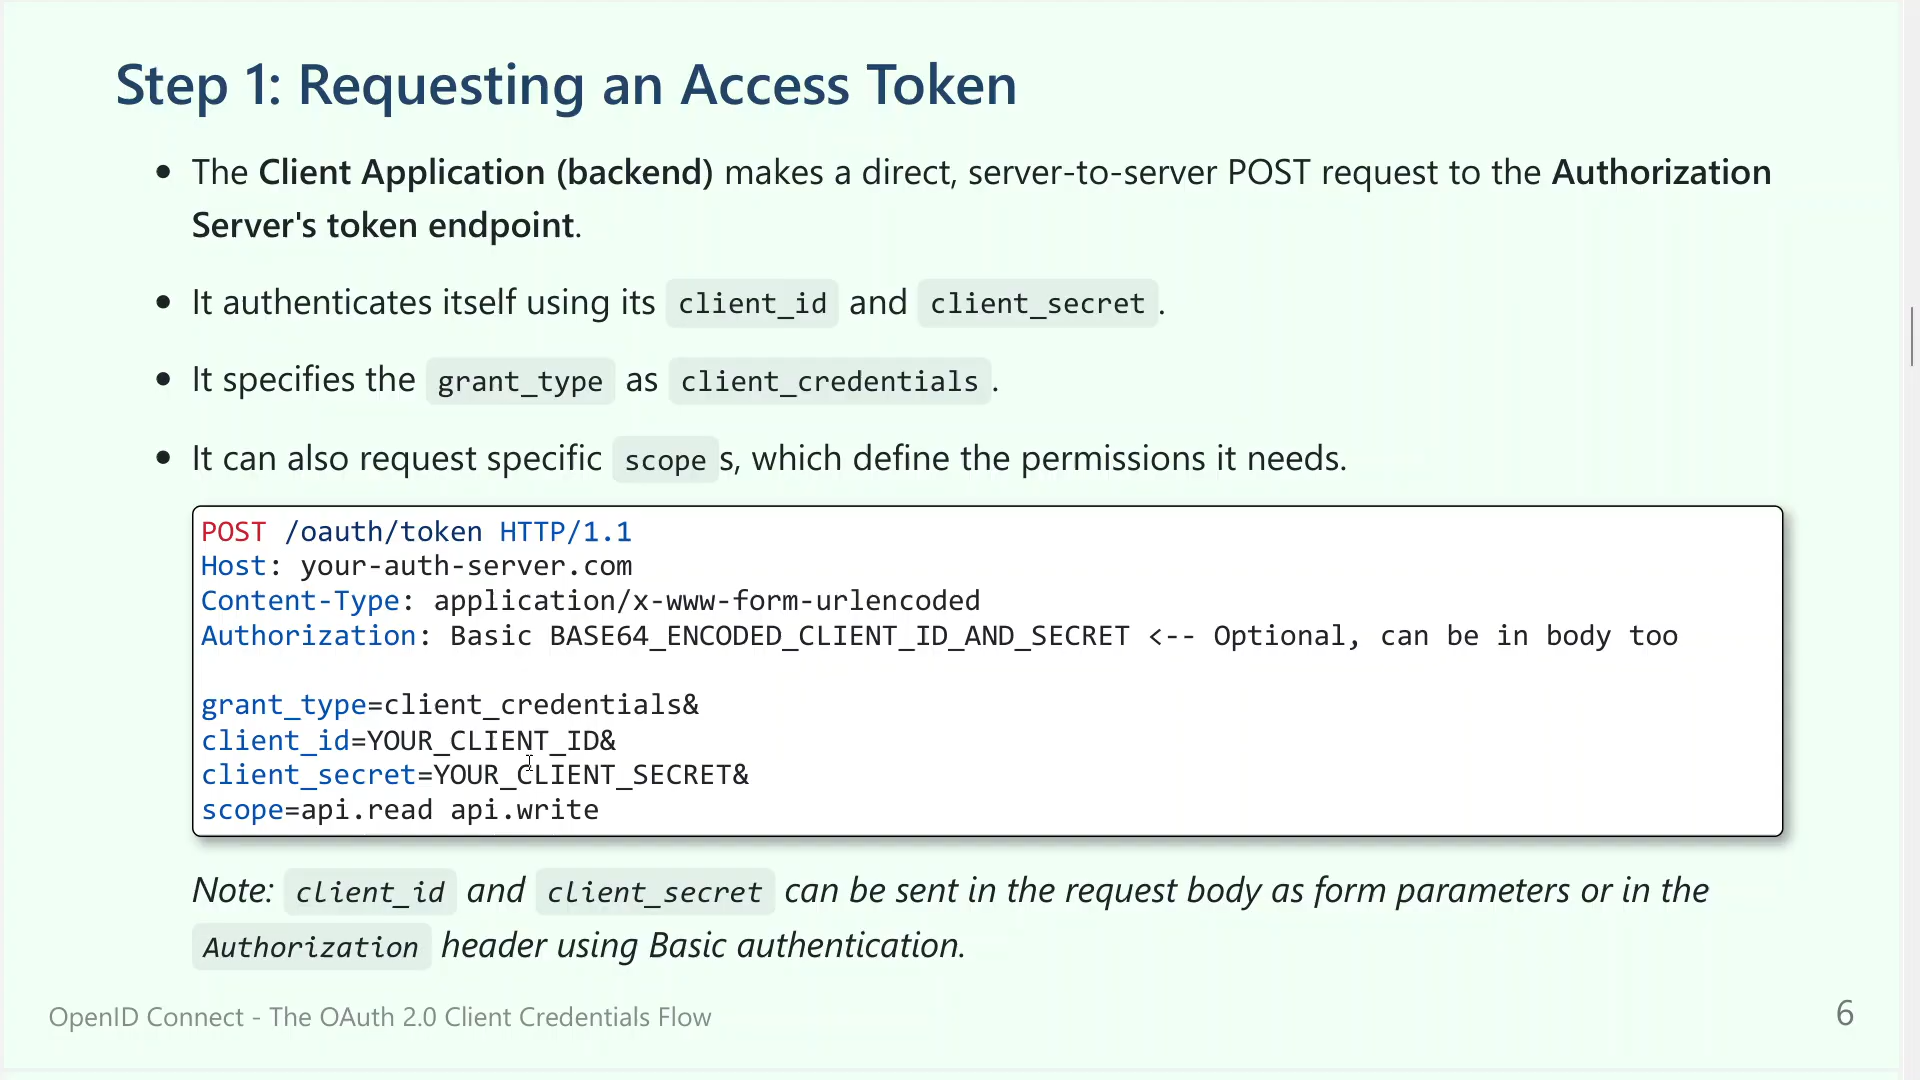 Step 1: Requesting an Access Token
• The Client Application (backend) makes a direct, server-to-server POST request to the Authorization
Server's token endpoint.
• It authenticates itself using its client_id and client_secret.
• It specifies the grant_type as client_credentials.
• It can also request specific scopes, which define the permissions it needs.
POST /oauth/token HTTP/1.1
Host: your-auth-server.com
Content-Type: application/x-www-form-urlencoded
Authorization: Basic BASE64_ENCODED_CLIENT_ID_AND_SECRET <-- Optional, can be in body too
grant_type=client_credentials&
client_id=YOUR_CLIENT_ID&
client_secret=YOUR_CLIENT_SECRET&
scope=api.read api.write
Note: client_id and client_secret can be sent in the request body as form parameters or in the
Authorization header using Basic authentication.
OpenID Connect - The OAuth 2.0 Client Credentials Flow
6